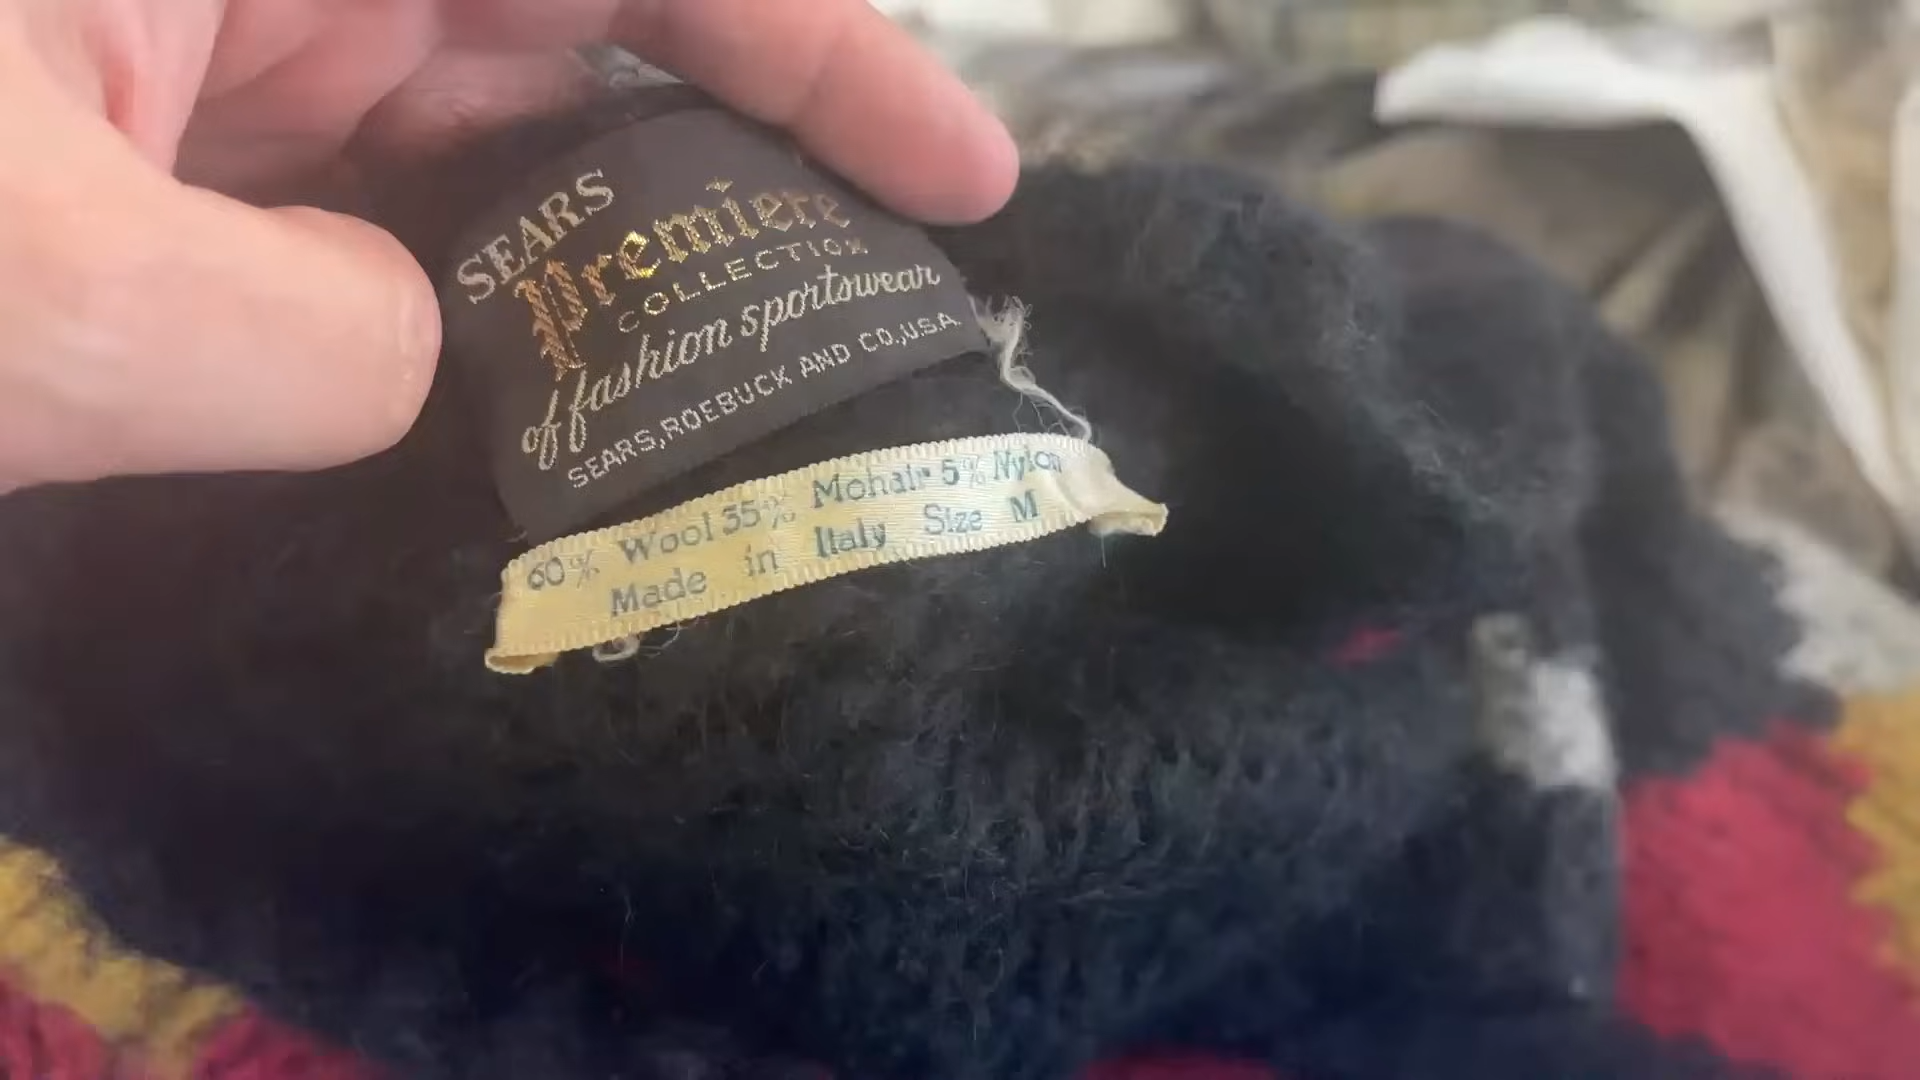 SEARS
Premiere
COLLECTION
of fashion sportswear
SEARS, ROEBUCK AND CO., U.S.A.
60% Wool 35% Mohair 5% Nylon
Made in Italy Size M